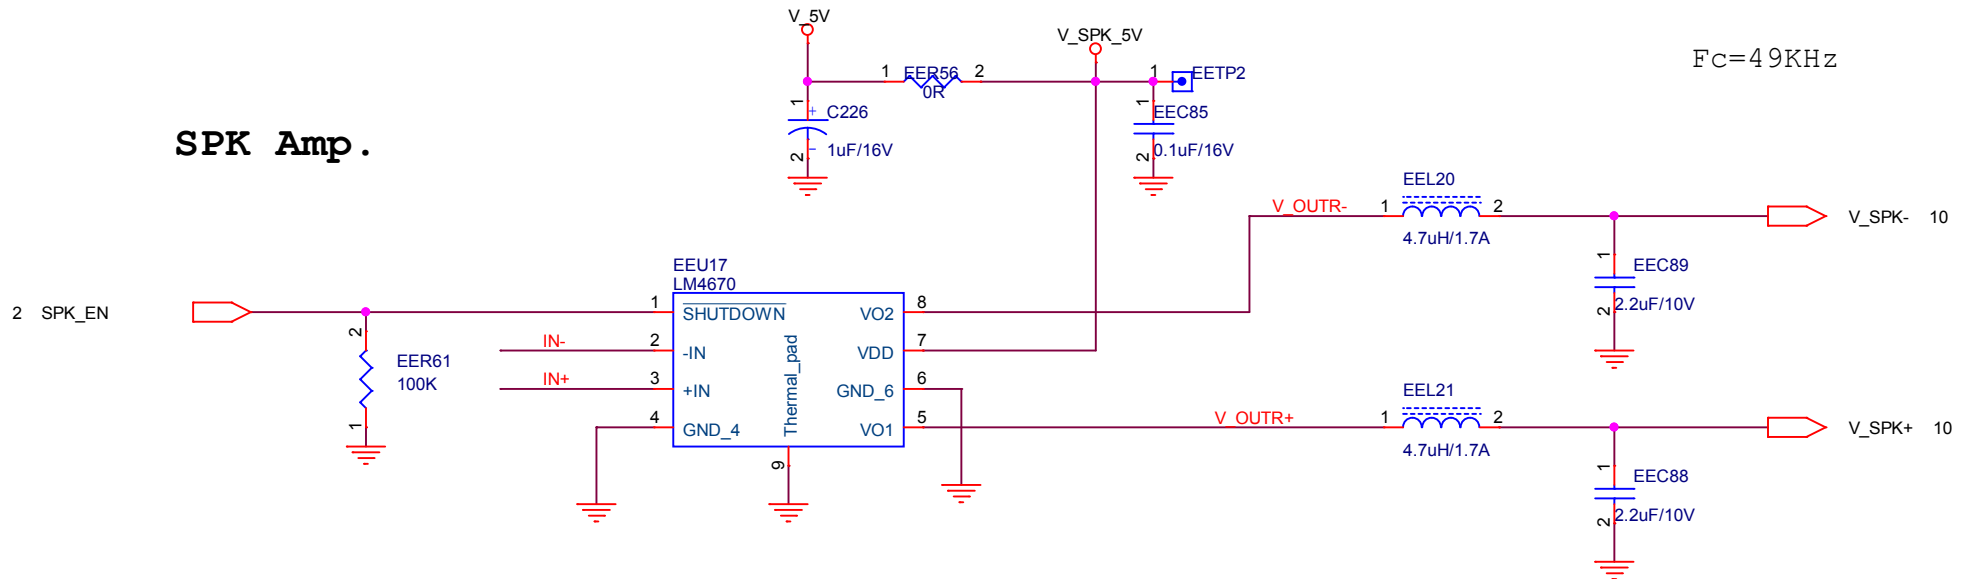 V_5V
V_SPK_5V
Fc=49KHz
1 EER56 2
0R
1 EETP2
1 + C226
2 - 1uF/16V
1 EEC85
2 0.1uF/16V
SPK Amp.
EEL20
V_OUTR- 1 2
4.7uH/1.7A
V_SPK- 10
1 EEC89
2 2.2uF/10V
EEU17
LM4670
2 SPK_EN
1 SHUTDOWN VO2 8
IN- 2 -IN VDD 7
IN+ 3 +IN GND_6 6
4 GND_4 VO1 5
Thermal_pad
9
2 EER61
100K
1
EEL21
V_OUTR+ 1 2
4.7uH/1.7A
V_SPK+ 10
1 EEC88
2 2.2uF/10V